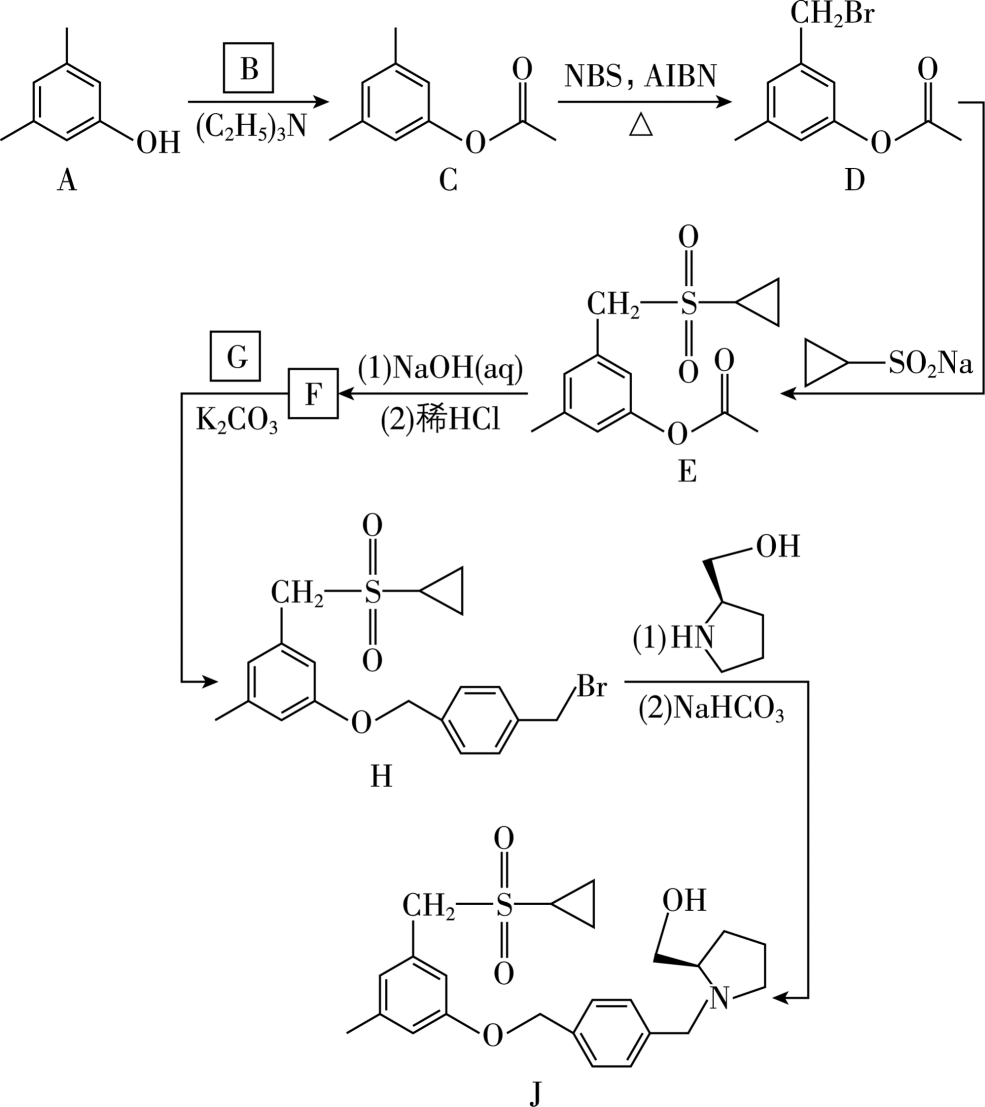 CH₂Br
B
(C₂H₅)₃N
OH
O
O
A
C
NBS, AIBN
△
O
O
D
O
CH₂
S
O
O
O
E
SO₂Na
G
K₂CO₃
F
(1)NaOH(aq)
(2)稀HCl
O
CH₂
S
O
O
Br
H
OH
(1)HN
(2)NaHCO₃
O
CH₂
S
O
OH
N
O
J